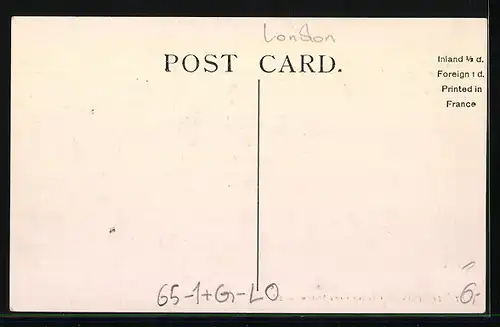 London
POST CARD.
Inland ½ d.
Foreign 1 d.
Printed in
France
65-1+G-LO
6,-